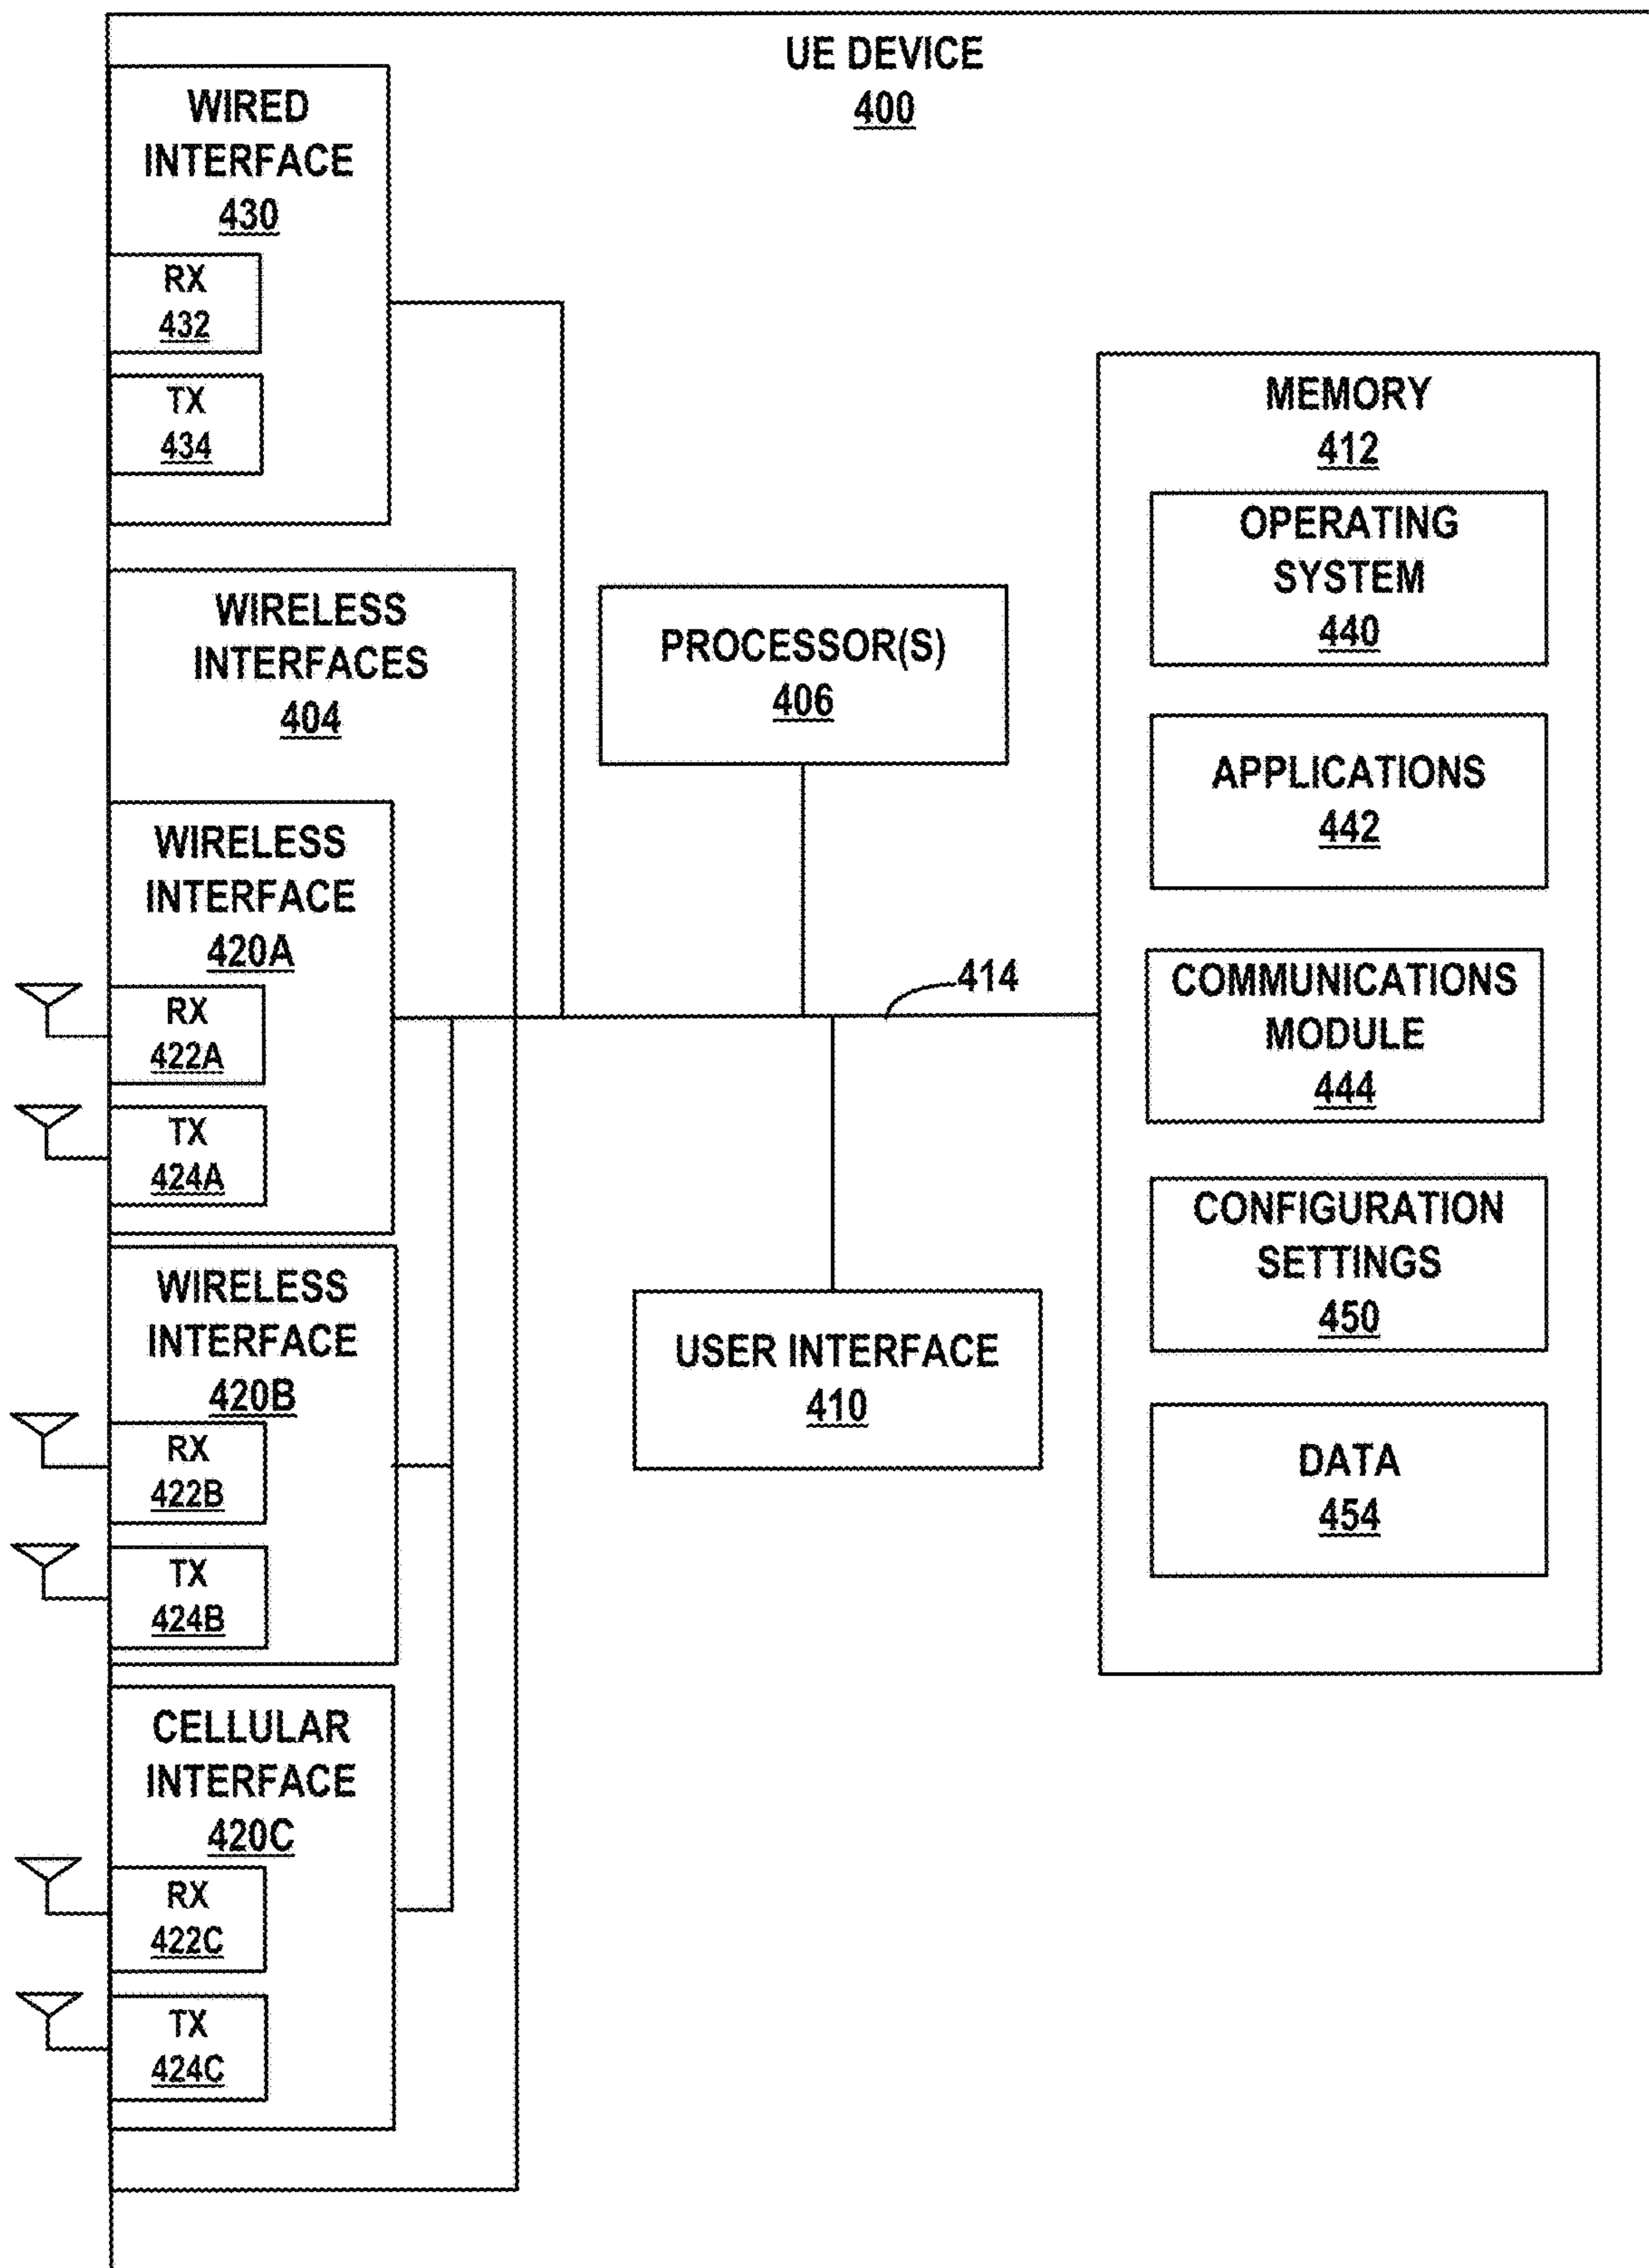 UE DEVICE
400
WIRED
INTERFACE
430
RX
432
TX
434
WIRELESS
INTERFACES
404
WIRELESS
INTERFACE
420A
RX
422A
TX
424A
WIRELESS
INTERFACE
420B
RX
422B
TX
424B
CELLULAR
INTERFACE
420C
RX
422C
TX
424C
PROCESSOR(S)
406
414
USER INTERFACE
410
MEMORY
412
OPERATING
SYSTEM
440
APPLICATIONS
442
COMMUNICATIONS
MODULE
444
CONFIGURATION
SETTINGS
450
DATA
454